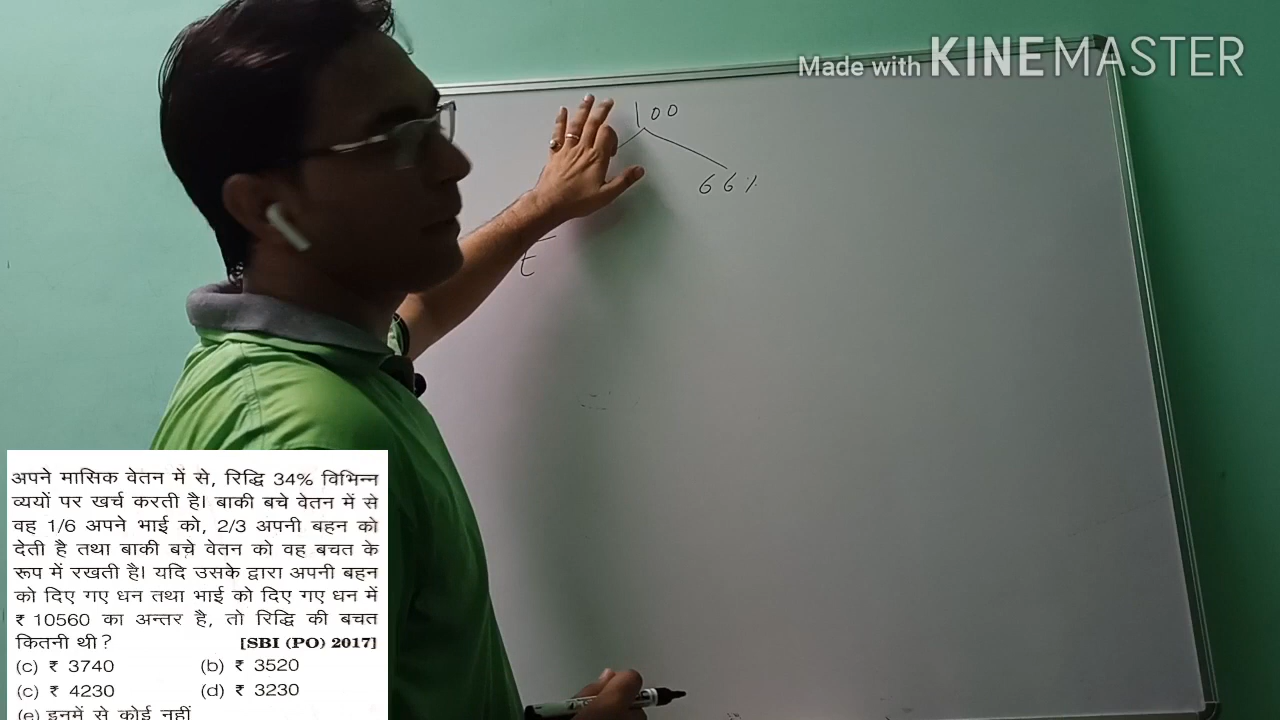 Made with KINEMASTER
100
66%
E
अपने मासिक वेतन में से, रिद्धि 34% विभिन्न
व्ययों पर खर्च करती है। बाकी बचे वेतन में से
वह 1/6 अपने भाई को, 2/3 अपनी बहन को
देती है तथा बाकी बचे वेतन को वह बचत के
रूप में रखती है। यदि उसके द्वारा अपनी बहन
को दिए गए धन तथा भाई को दिए गए धन में
₹ 10560 का अन्तर है, तो रिद्धि की बचत
कितनी थी? [SBI (PO) 2017]
(c) ₹ 3740 (b) ₹ 3520
(c) ₹ 4230 (d) ₹ 3230
(e) इनमें से कोई नहीं